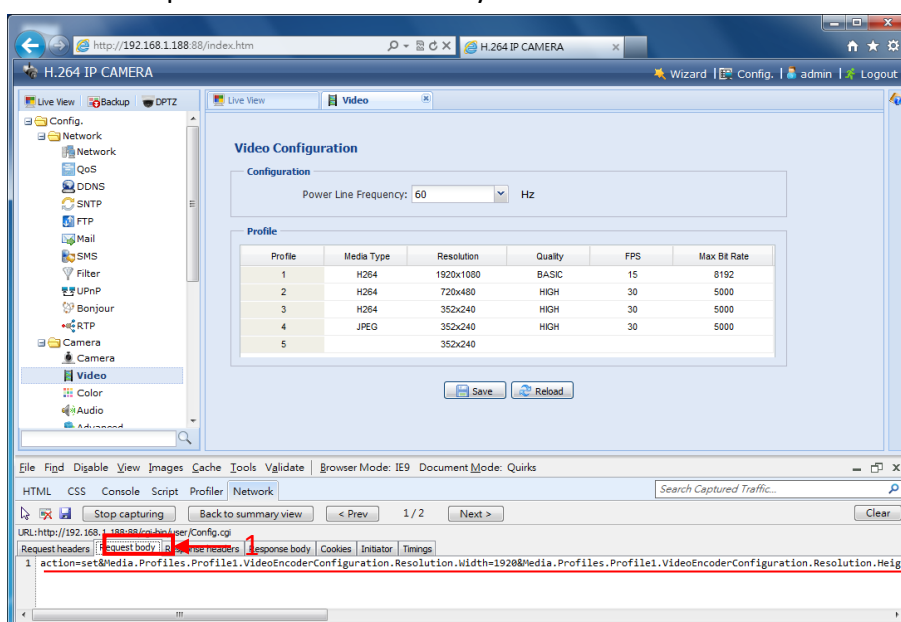 http://192.168.1.188:88/index.htm
H.264 IP CAMERA
H.264 IP CAMERA
Wizard | Config. | admin | Logout
Live View Backup DPTZ
Live View Video
Config.
Network
Network
QoS
DDNS
SNTP
FTP
Mail
SMS
Filter
UPnP
Bonjour
RTP
Camera
Camera
Video
Color
Audio
Advanced
Video Configuration
Configuration
Power Line Frequency: 60 Hz
Profile
Profile Media Type Resolution Quality FPS Max Bit Rate
1 H264 1920x1080 BASIC 15 8192
2 H264 720x480 HIGH 30 5000
3 H264 352x240 HIGH 30 5000
4 JPEG 352x240 HIGH 30 5000
5 352x240
Save Reload
File Find Disable View Images Cache Tools Validate | Browser Mode: IE9 Document Mode: Quirks
HTML CSS Console Script Profiler Network Search Captured Traffic...
Stop capturing Back to summary view < Prev 1 / 2 Next > Clear
URL:http://192.168.1.188:88/cgi-bin/user/Config.cgi
Request headers Request body Response headers Response body Cookies Initiator Timings
1
1 action=set&Media.Profiles.Profile1.VideoEncoderConfiguration.Resolution.Width=1920&Media.Profiles.Profile1.VideoEncoderConfiguration.Resolution.Heig